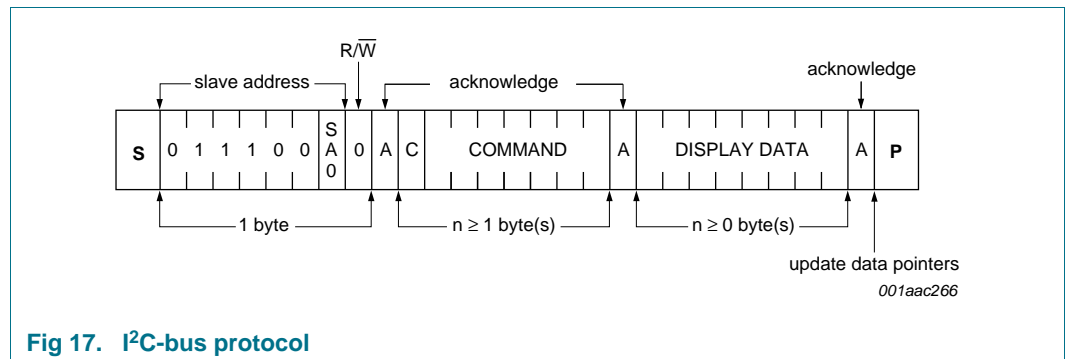 R/W̅
slave address
acknowledge
acknowledge
S 0 1 1 1 0 0 SA0 0 A C COMMAND A DISPLAY DATA A P
1 byte
n ≥ 1 byte(s)
n ≥ 0 byte(s)
update data pointers
001aac266
Fig 17. I²C-bus protocol